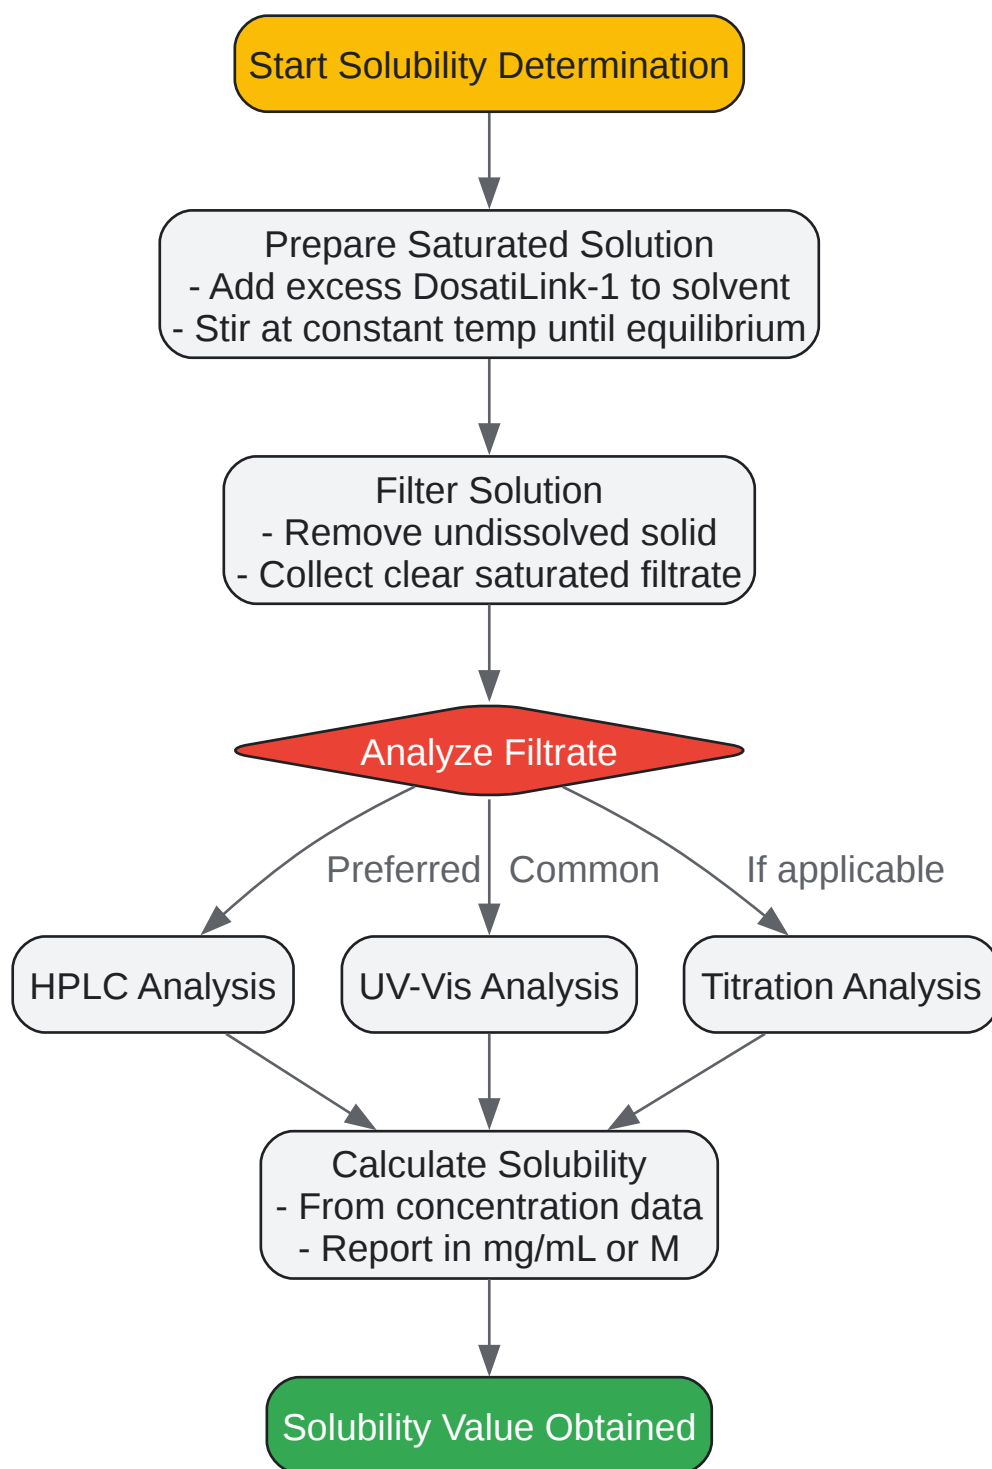 Start Solubility Determination
Prepare Saturated Solution
- Add excess DosatiLink-1 to solvent
- Stir at constant temp until equilibrium
Filter Solution
- Remove undissolved solid
- Collect clear saturated filtrate
Analyze Filtrate
Preferred
Common
If applicable
HPLC Analysis
UV-Vis Analysis
Titration Analysis
Calculate Solubility
- From concentration data
- Report in mg/mL or M
Solubility Value Obtained